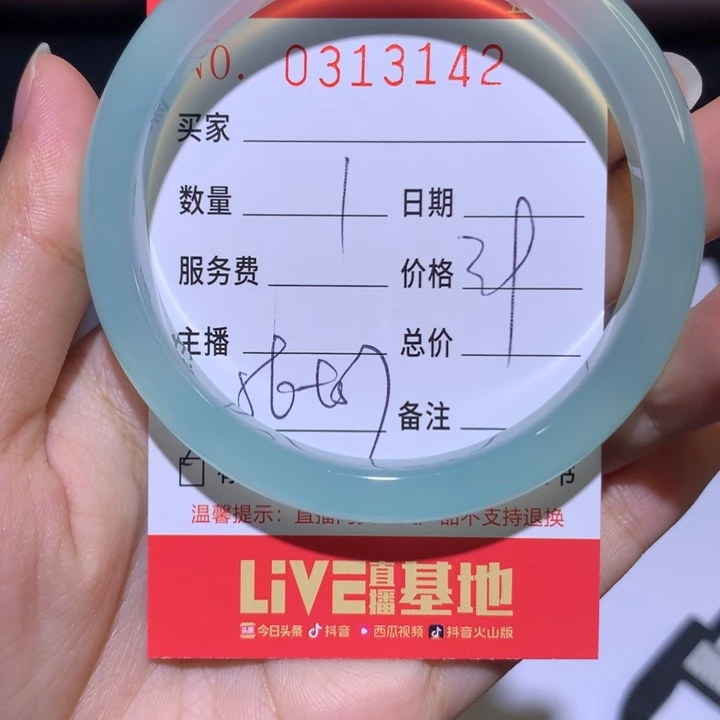 NO. 0313142
买家
数量 1 日期
服务费 价格
主播 总价
备注
温馨提示：直播 品不支持退换
LiVE直播基地
头条 今日头条 抖音 西瓜视频 抖音火山版